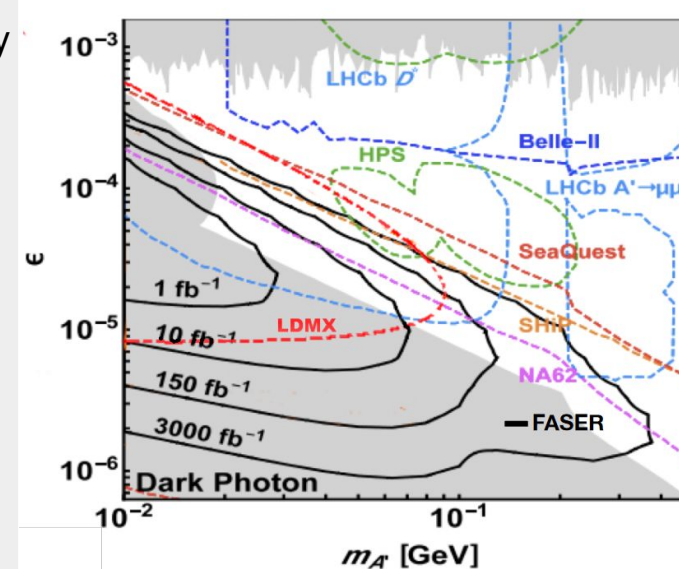 y
10⁻³
LHCb D*
Belle-II
HPS
10⁻⁴
LHCb A'→μμ
ε
SeaQuest
1 fb⁻¹
10⁻⁵
LDMX
SHiP
10 fb⁻¹
NA62
150 fb⁻¹
FASER
3000 fb⁻¹
10⁻⁶
Dark Photon
10⁻²
10⁻¹
m_A' [GeV]